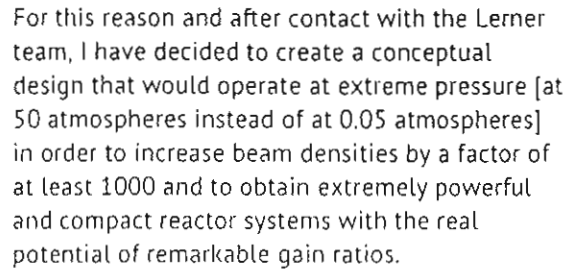 For this reason and after contact with the Lerner
team, I have decided to create a conceptual
design that would operate at extreme pressure [at
50 atmospheres instead of at 0.05 atmospheres]
in order to increase beam densities by a factor of
at least 1000 and to obtain extremely powerful
and compact reactor systems with the real
potential of remarkable gain ratios.